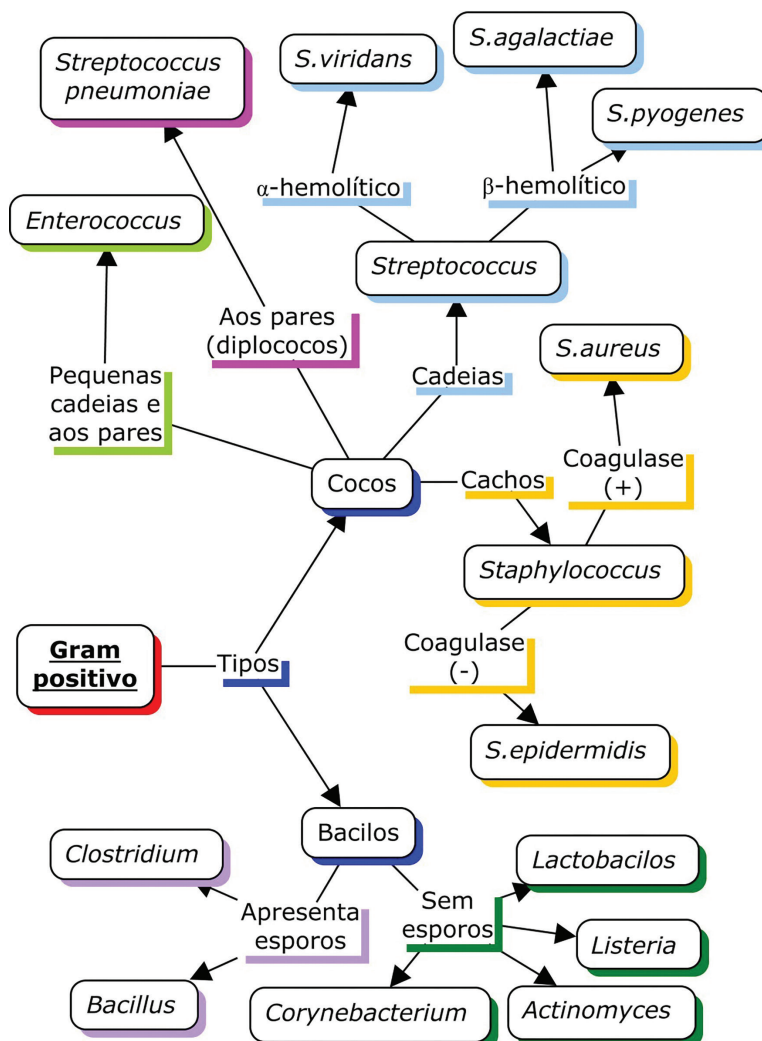 Streptococcus
pneumoniae
S.viridans
S.agalactiae
S.pyogenes
α-hemolítico
β-hemolítico
Enterococcus
Streptococcus
Aos pares
(diplococos)
Pequenas
cadeias e
aos pares
Cadeias
S.aureus
Cocos
Cachos
Coagulase
(+)
Staphylococcus
Gram
positivo
Tipos
Coagulase
(-)
S.epidermidis
Bacilos
Clostridium
Apresenta
esporos
Bacillus
Sem
esporos
Lactobacilos
Listeria
Corynebacterium
Actinomyces